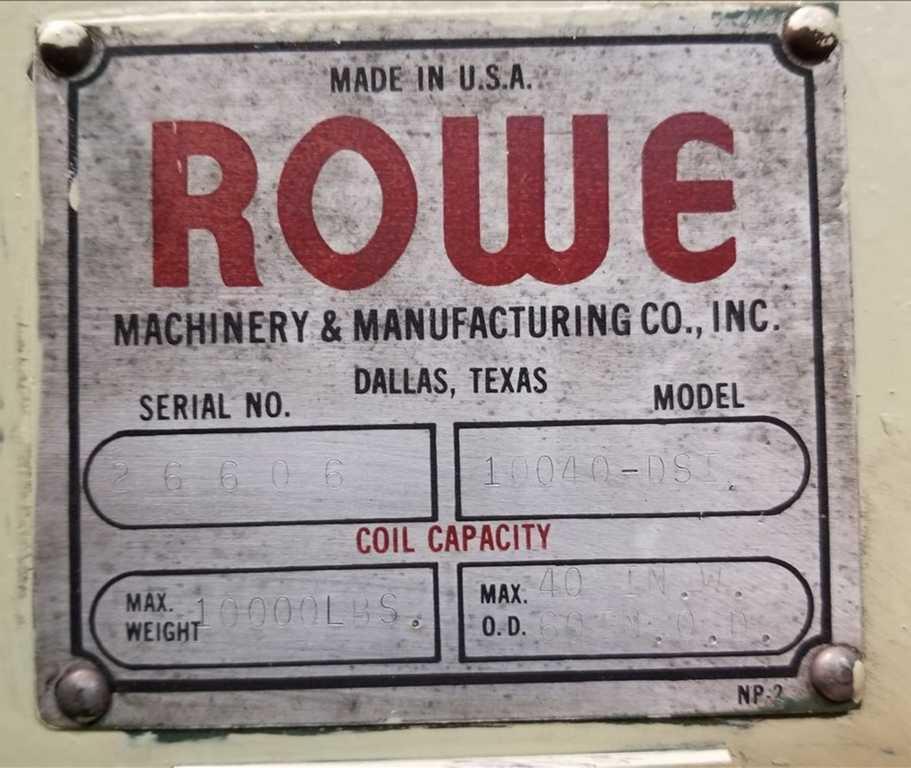 MADE IN U.S.A.
ROWE
MACHINERY & MANUFACTURING CO., INC.
DALLAS, TEXAS
SERIAL NO. MODEL
26606 10040-DSI.
COIL CAPACITY
MAX. WEIGHT 10000LBS.
MAX. O.D. 40 IN.W.
60 IN.O.D.
NP-2